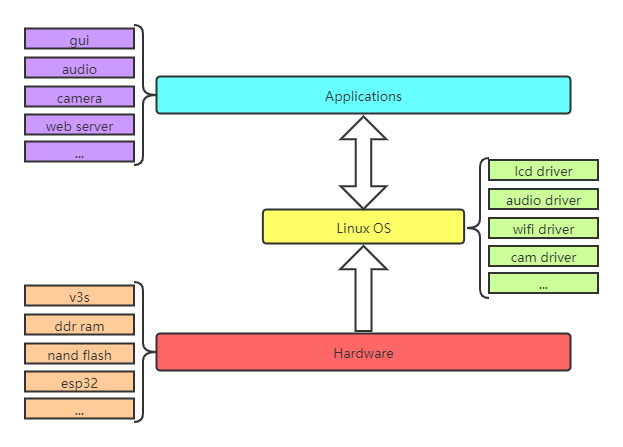 gui
audio
camera
web server
...
Applications
lcd driver
audio driver
wifi driver
cam driver
...
Linux OS
v3s
ddr ram
nand flash
esp32
...
Hardware